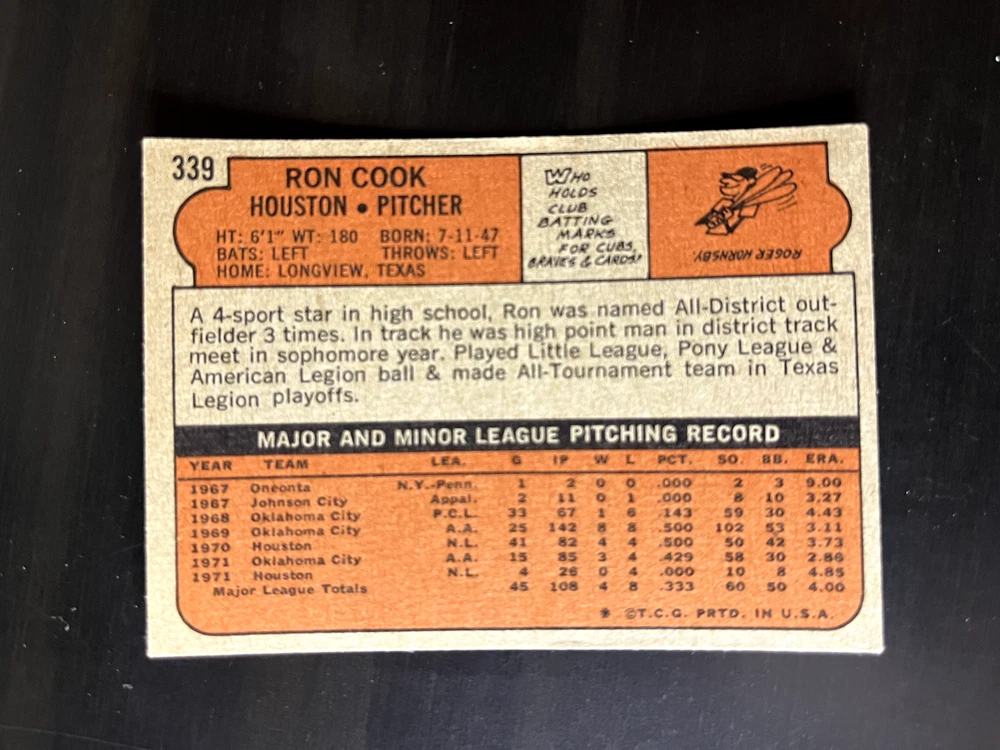 339
RON COOK
HOUSTON • PITCHER
HT: 6'1" WT: 180 BORN: 7-11-47
BATS: LEFT THROWS: LEFT
HOME: LONGVIEW, TEXAS
WHO
HOLDS
CLUB
BATTING
MARKS
FOR CUBS,
BRAVES & CARDS?
ROGER HORNSBY
A 4-sport star in high school, Ron was named All-District out-
fielder 3 times. In track he was high point man in district track
meet in sophomore year. Played Little League, Pony League &
American Legion ball & made All-Tournament team in Texas
Legion playoffs.
MAJOR AND MINOR LEAGUE PITCHING RECORD
YEAR TEAM LEA. G IP W L PCT. SO. BB. ERA.
1967 Oneonta N.Y.-Penn. 1 2 0 0 .000 2 3 9.00
1967 Johnson City Appal. 2 11 0 1 .000 8 10 3.27
1968 Oklahoma City P.C.L. 33 67 1 6 .143 59 30 4.43
1969 Oklahoma City A.A. 25 142 8 8 .500 102 53 3.11
1970 Houston N.L. 41 82 4 4 .500 50 42 3.73
1971 Oklahoma City A.A. 15 85 3 4 .429 58 30 2.86
1971 Houston N.L. 4 26 0 4 .000 10 8 4.85
Major League Totals 45 108 4 8 .333 60 50 4.00
* ©T.C.G. PRTD. IN U.S.A.